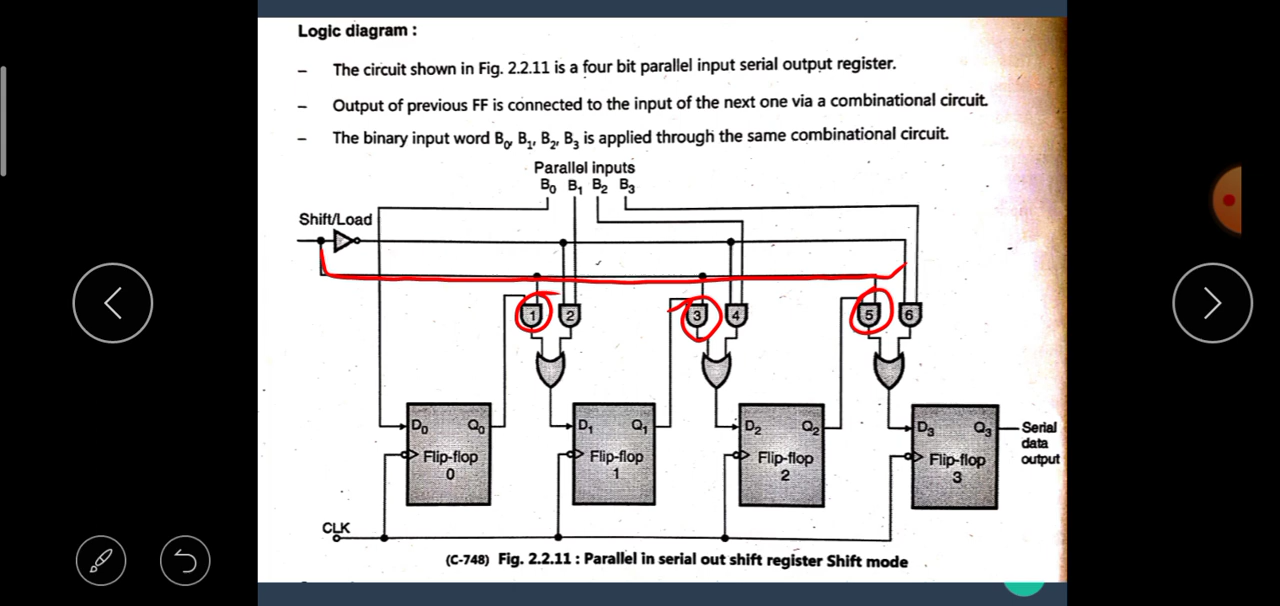 Logic diagram :
– The circuit shown in Fig. 2.2.11 is a four bit parallel input serial output register.
– Output of previous FF is connected to the input of the next one via a combinational circuit.
– The binary input word B₀, B₁, B₂, B₃ is applied through the same combinational circuit.
Parallel inputs
B₀ B₁ B₂ B₃
Shift/Load
1 2 3 4 5 6
D₀ Q₀ D₁ Q₁ D₂ Q₂ D₃ Q₃ Serial
data
Flip-flop Flip-flop Flip-flop Flip-flop output
0 1 2 3
CLK
(C-748) Fig. 2.2.11 : Parallel in serial out shift register Shift mode